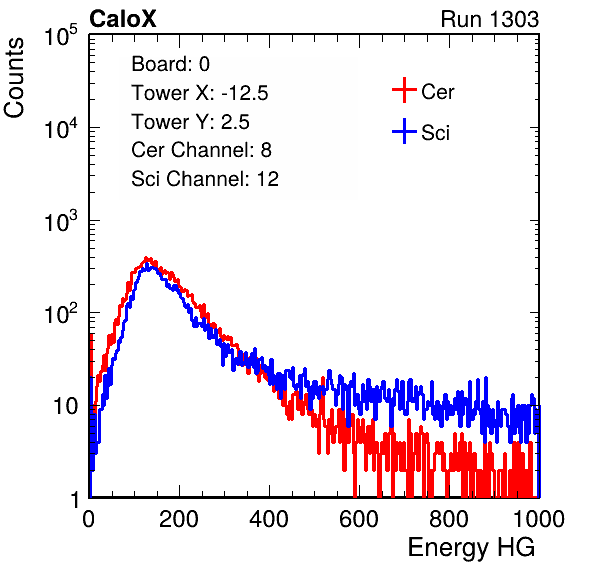 CaloX Run 1303
Counts
10^5
10^4
10^3
10^2
10
1
Board: 0
Tower X: -12.5
Tower Y: 2.5
Cer Channel: 8
Sci Channel: 12
Cer
Sci
0 200 400 600 800 1000
Energy HG